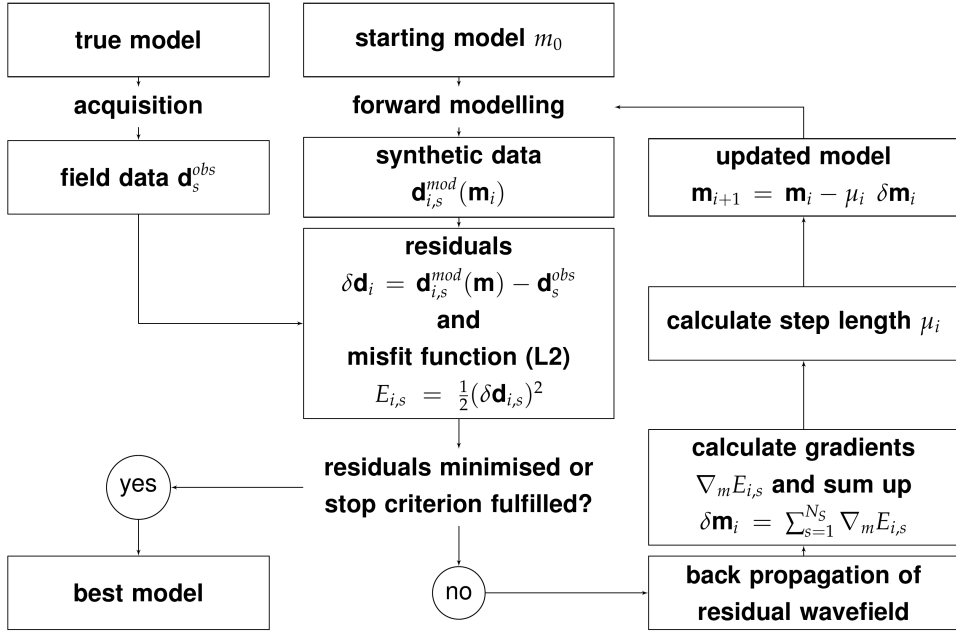 true model
acquisition
field data d_s^{obs}
starting model m_0
forward modelling
synthetic data
d_{i,s}^{mod}(m_i)
residuals
δd_i = d_{i,s}^{mod}(m) − d_s^{obs}
and
misfit function (L2)
E_{i,s} = \frac{1}{2}(δd_{i,s})^2
residuals minimised or
stop criterion fulfilled?
yes
best model
no
back propagation of
residual wavefield
calculate gradients
∇_m E_{i,s} and sum up
δm_i = ∑_{s=1}^{N_S} ∇_m E_{i,s}
calculate step length μ_i
updated model
m_{i+1} = m_i − μ_i δm_i